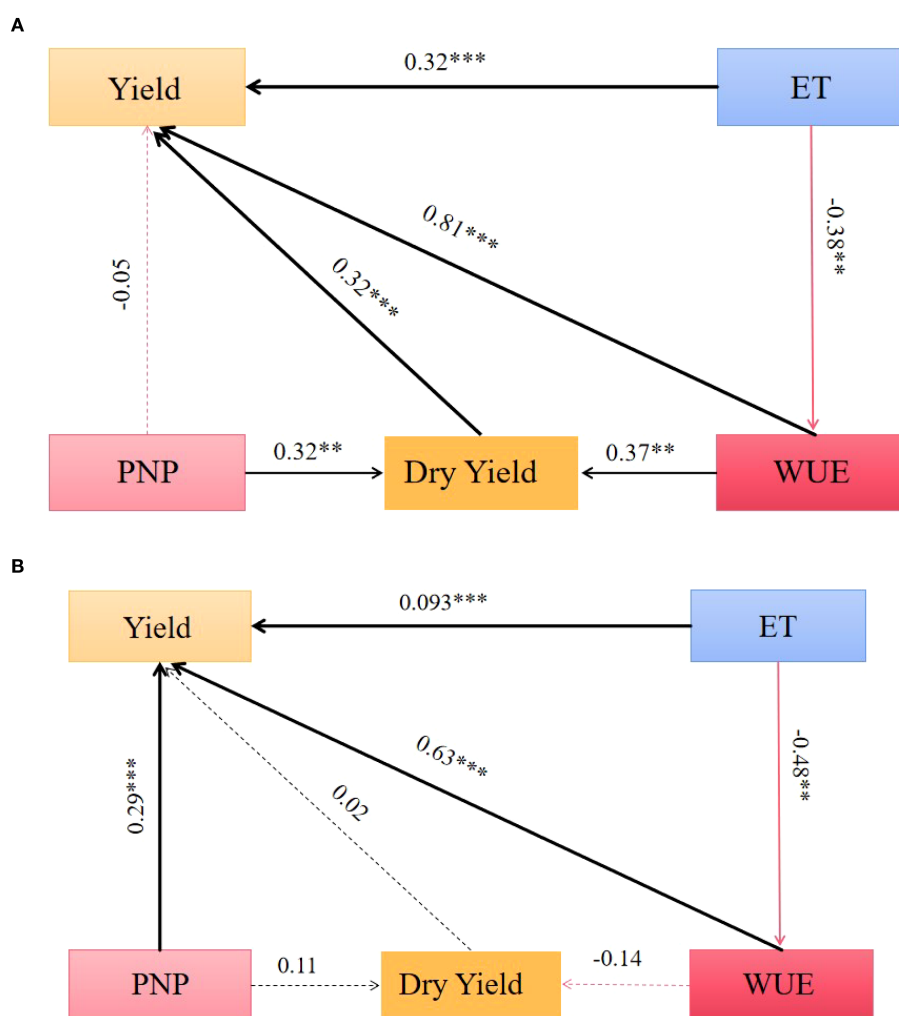 A
Yield
0.32***
ET
-0.38**
0.81***
0.32***
-0.05
PNP
0.32**
Dry Yield
0.37**
WUE
B
Yield
0.093***
ET
-0.48**
0.63***
0.29***
0.02
PNP
0.11
Dry Yield
-0.14
WUE